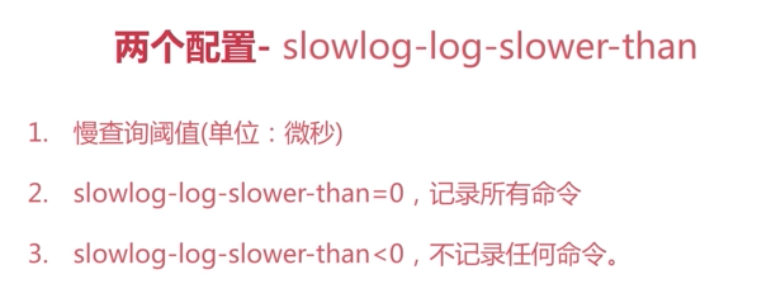 两个配置- slowlog-log-slower-than
1. 慢查询阈值(单位：微秒)
2. slowlog-log-slower-than=0，记录所有命令
3. slowlog-log-slower-than<0，不记录任何命令。